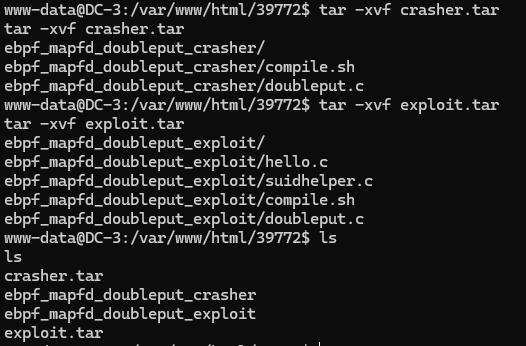 www-data@DC-3:/var/www/html/39772$ tar -xvf crasher.tar
tar -xvf crasher.tar
ebpf_mapfd_doubleput_crasher/
ebpf_mapfd_doubleput_crasher/compile.sh
ebpf_mapfd_doubleput_crasher/doubleput.c
www-data@DC-3:/var/www/html/39772$ tar -xvf exploit.tar
tar -xvf exploit.tar
ebpf_mapfd_doubleput_exploit/
ebpf_mapfd_doubleput_exploit/hello.c
ebpf_mapfd_doubleput_exploit/suidhelper.c
ebpf_mapfd_doubleput_exploit/compile.sh
ebpf_mapfd_doubleput_exploit/doubleput.c
www-data@DC-3:/var/www/html/39772$ ls
ls
crasher.tar
ebpf_mapfd_doubleput_crasher
ebpf_mapfd_doubleput_exploit
exploit.tar